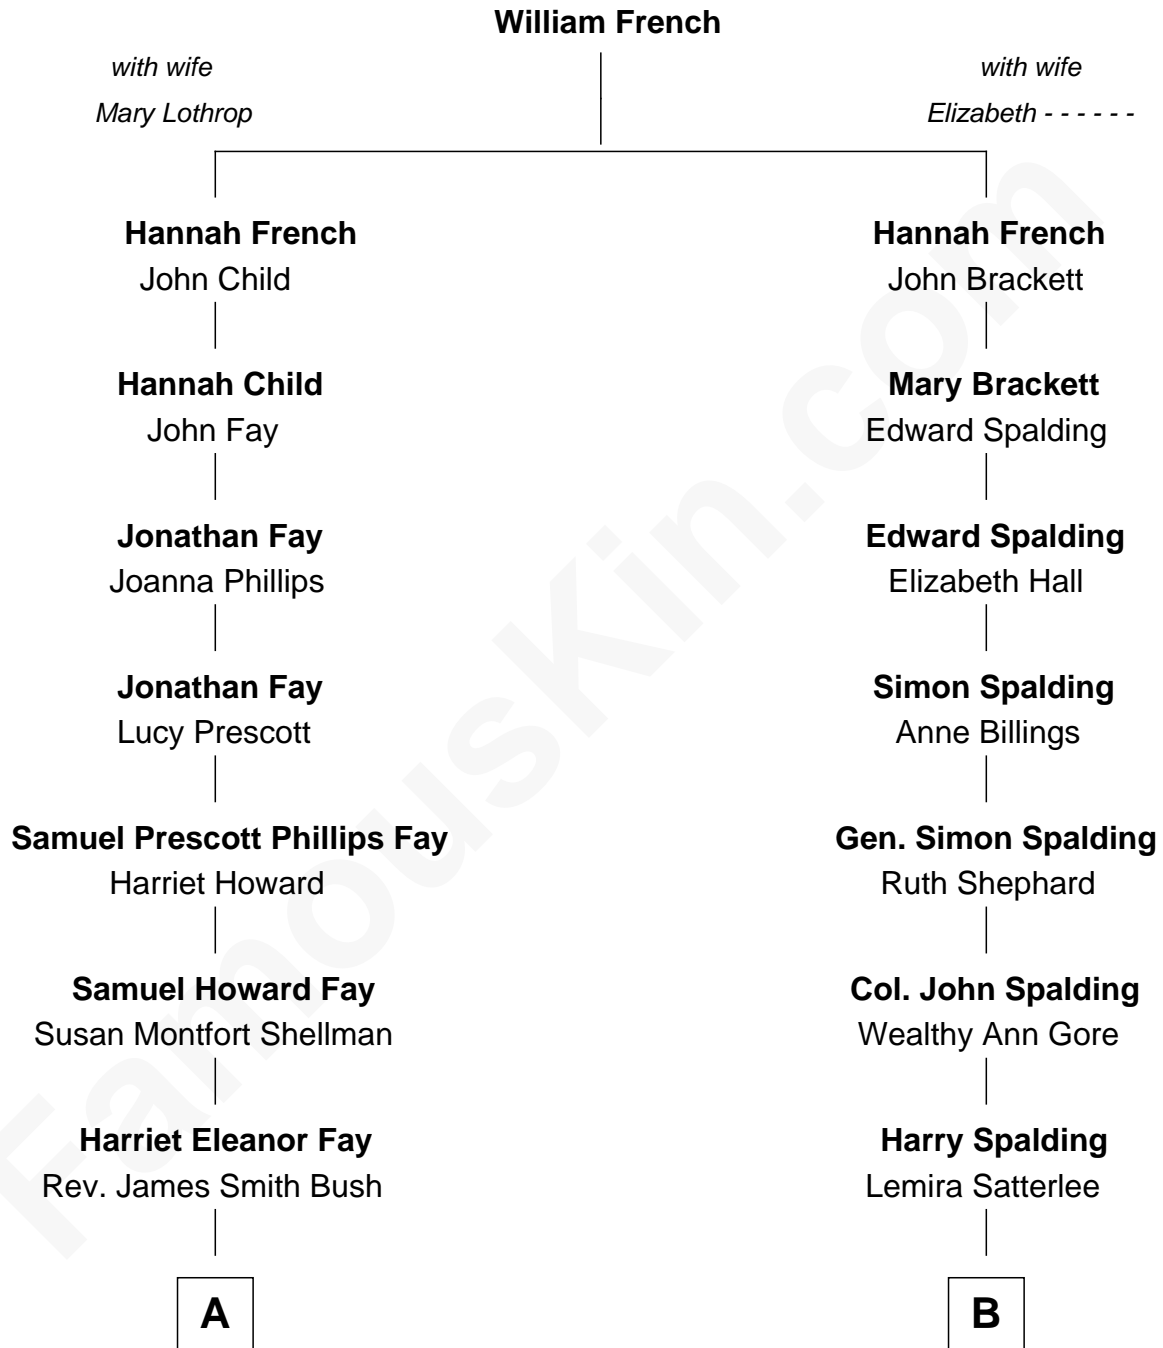 William French
with wife
Mary Lothrop
with wife
Elizabeth - - - - - -
Hannah French
John Child
Hannah French
John Brackett
Hannah Child
John Fay
Mary Brackett
Edward Spalding
Jonathan Fay
Joanna Phillips
Edward Spalding
Elizabeth Hall
Jonathan Fay
Lucy Prescott
Simon Spalding
Anne Billings
Samuel Prescott Phillips Fay
Harriet Howard
Gen. Simon Spalding
Ruth Shephard
Samuel Howard Fay
Susan Montfort Shellman
Col. John Spalding
Wealthy Ann Gore
Harriet Eleanor Fay
Rev. James Smith Bush
Harry Spalding
Lemira Satterlee
A
B
FamousKin.com